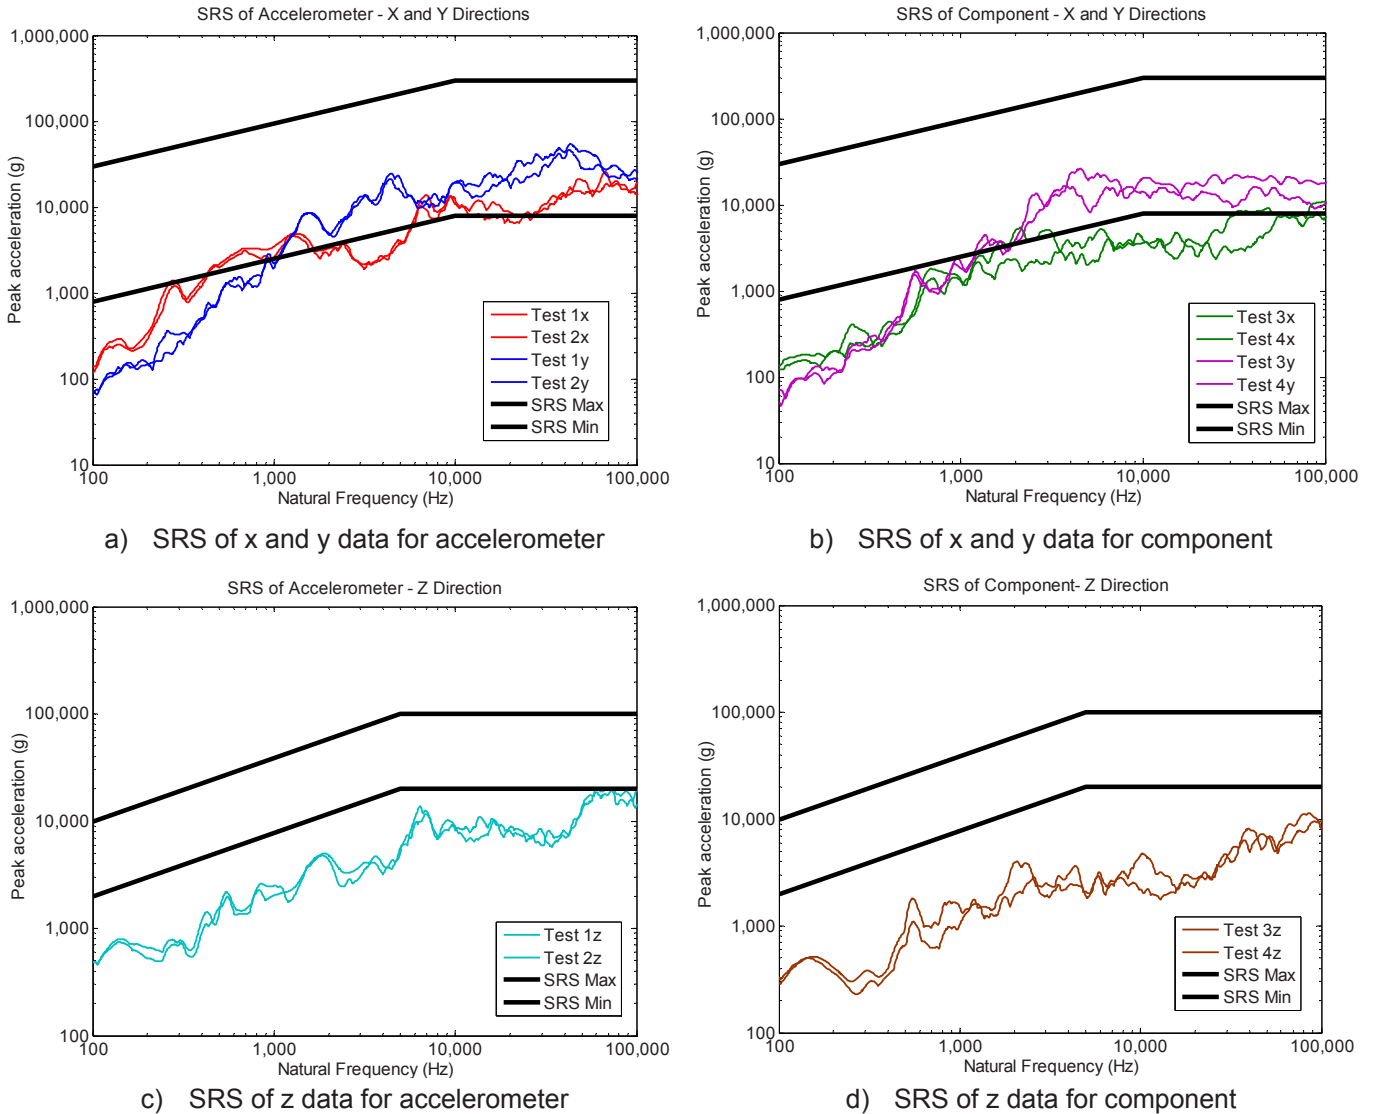 SRS of Accelerometer - X and Y Directions
1,000,000
100,000
10,000
1,000
100
10
Peak acceleration (g)
100
1,000
10,000
100,000
Natural Frequency (Hz)
Test 1x
Test 2x
Test 1y
Test 2y
SRS Max
SRS Min
a) SRS of x and y data for accelerometer
SRS of Component - X and Y Directions
1,000,000
100,000
10,000
1,000
100
10
Peak acceleration (g)
100
1,000
10,000
100,000
Natural Frequency (Hz)
Test 3x
Test 4x
Test 3y
Test 4y
SRS Max
SRS Min
b) SRS of x and y data for component
SRS of Accelerometer - Z Direction
1,000,000
100,000
10,000
1,000
100
Peak acceleration (g)
100
1,000
10,000
100,000
Natural Frequency (Hz)
Test 1z
Test 2z
SRS Max
SRS Min
c) SRS of z data for accelerometer
SRS of Component- Z Direction
1,000,000
100,000
10,000
1,000
100
Peak acceleration (g)
100
1,000
10,000
100,000
Natural Frequency (Hz)
Test 3z
Test 4z
SRS Max
SRS Min
d) SRS of z data for component